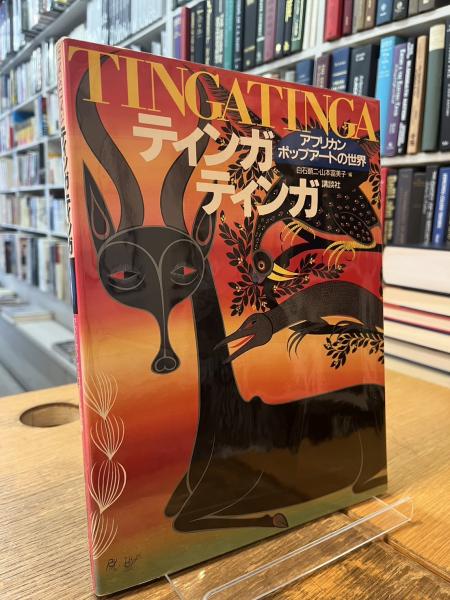 TINGATINGA
ティンガ
ティンガ
アフリカン
ポップアートの世界
白石顕二・山本富美子 編
講談社